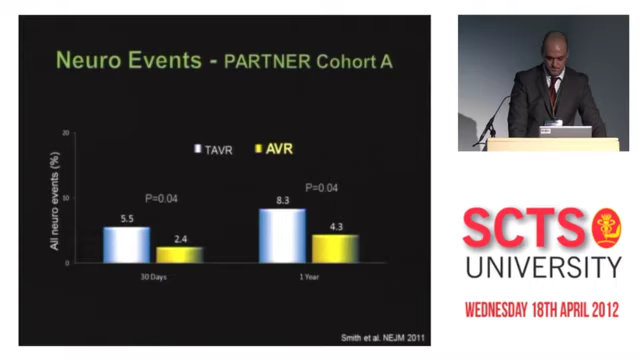 Neuro Events - PARTNER Cohort A
20
10
0
All neuro events (%)
TAVR
AVR
P=0.04
5.5
2.4
P=0.04
8.3
4.3
30 Days
1 Year
Smith et al. NEJM 2011
SCTS
UNIVERSITY
WEDNESDAY 18TH APRIL 2012